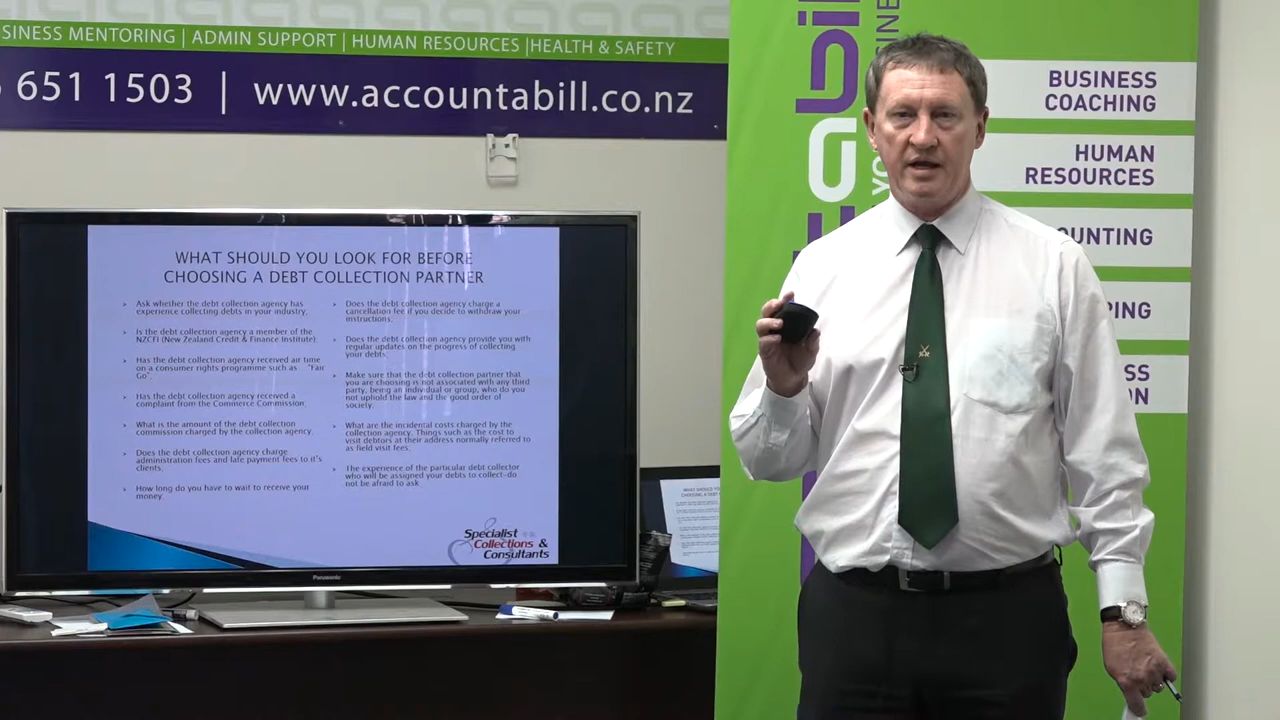 SINESS MENTORING | ADMIN SUPPORT | HUMAN RESOURCES |HEALTH & SAFETY
651 1503 | www.accountabill.co.nz
WHAT SHOULD YOU LOOK FOR BEFORE
CHOOSING A DEBT COLLECTION PARTNER
Ask whether the debt collection agency has
experience collecting debts in your industry;
Is the debt collection agency a member of the
NZCFI (New Zealand Credit & Finance Institute);
Has the debt collection agency received air time
on a consumer rights programme such as "Fair
Go".
Has the debt collection agency received a
complaint from the Commerce Commission;
What is the amount of the debt collection
commission charged by the collection agency;
Does the debt collection agency charge
administration fees and late payment fees to it's
clients;
How long do you have to wait to receive your
money.
Does the debt collection agency charge a
cancellation fee if you decide to withdraw your
instructions;
Does the debt collection agency provide you with
regular updates on the progress of collecting
your debts;
Make sure that the debt collection partner that
you are choosing is not associated with any third
party, being an individual or group, who do you
not uphold the law and the good order of
society;
What are the incidental costs charged by the
collection agency. Things such as the cost to
visit debtors at their address normally referred to
as field visit fees;
The experience of the particular debt collector
who will be assigned your debts to collect-do
not be afraid to ask
Specialist
Collections &
Consultants
Panasonic
WHAT SHOULD YO
CHOOSING A DEBT
abil
YO
INE
BUSINESS
COACHING
HUMAN
RESOURCES
OUNTING
PING
SS
ON